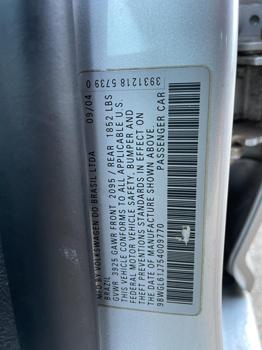 MFD BY VOLKSWAGEN DO BRASIL LTDA 09/04
BRAZIL
GVWR 3925 GAWR FRONT 2095 / REAR 1852 LBS
THIS VEHICLE CONFORMS TO ALL APPLICABLE U.S.
FEDERAL MOTOR VEHICLE SAFETY, BUMPER AND
THEFT PREVENTION STANDARDS IN EFFECT ON
THE DATE OF MANUFACTURE SHOWN ABOVE.
9BWGL61J754009770 PASSENGER CAR
3931218 5739 0